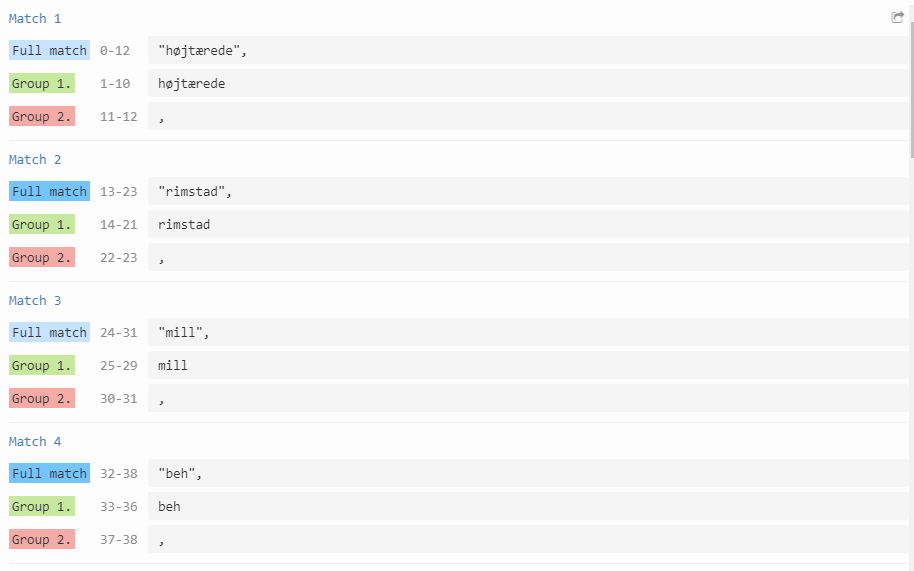 Match 1
Full match 0-12 "højtærede",
Group 1. 1-10 højtærede
Group 2. 11-12 ,
Match 2
Full match 13-23 "rimstad",
Group 1. 14-21 rimstad
Group 2. 22-23 ,
Match 3
Full match 24-31 "mill",
Group 1. 25-29 mill
Group 2. 30-31 ,
Match 4
Full match 32-38 "beh",
Group 1. 33-36 beh
Group 2. 37-38 ,